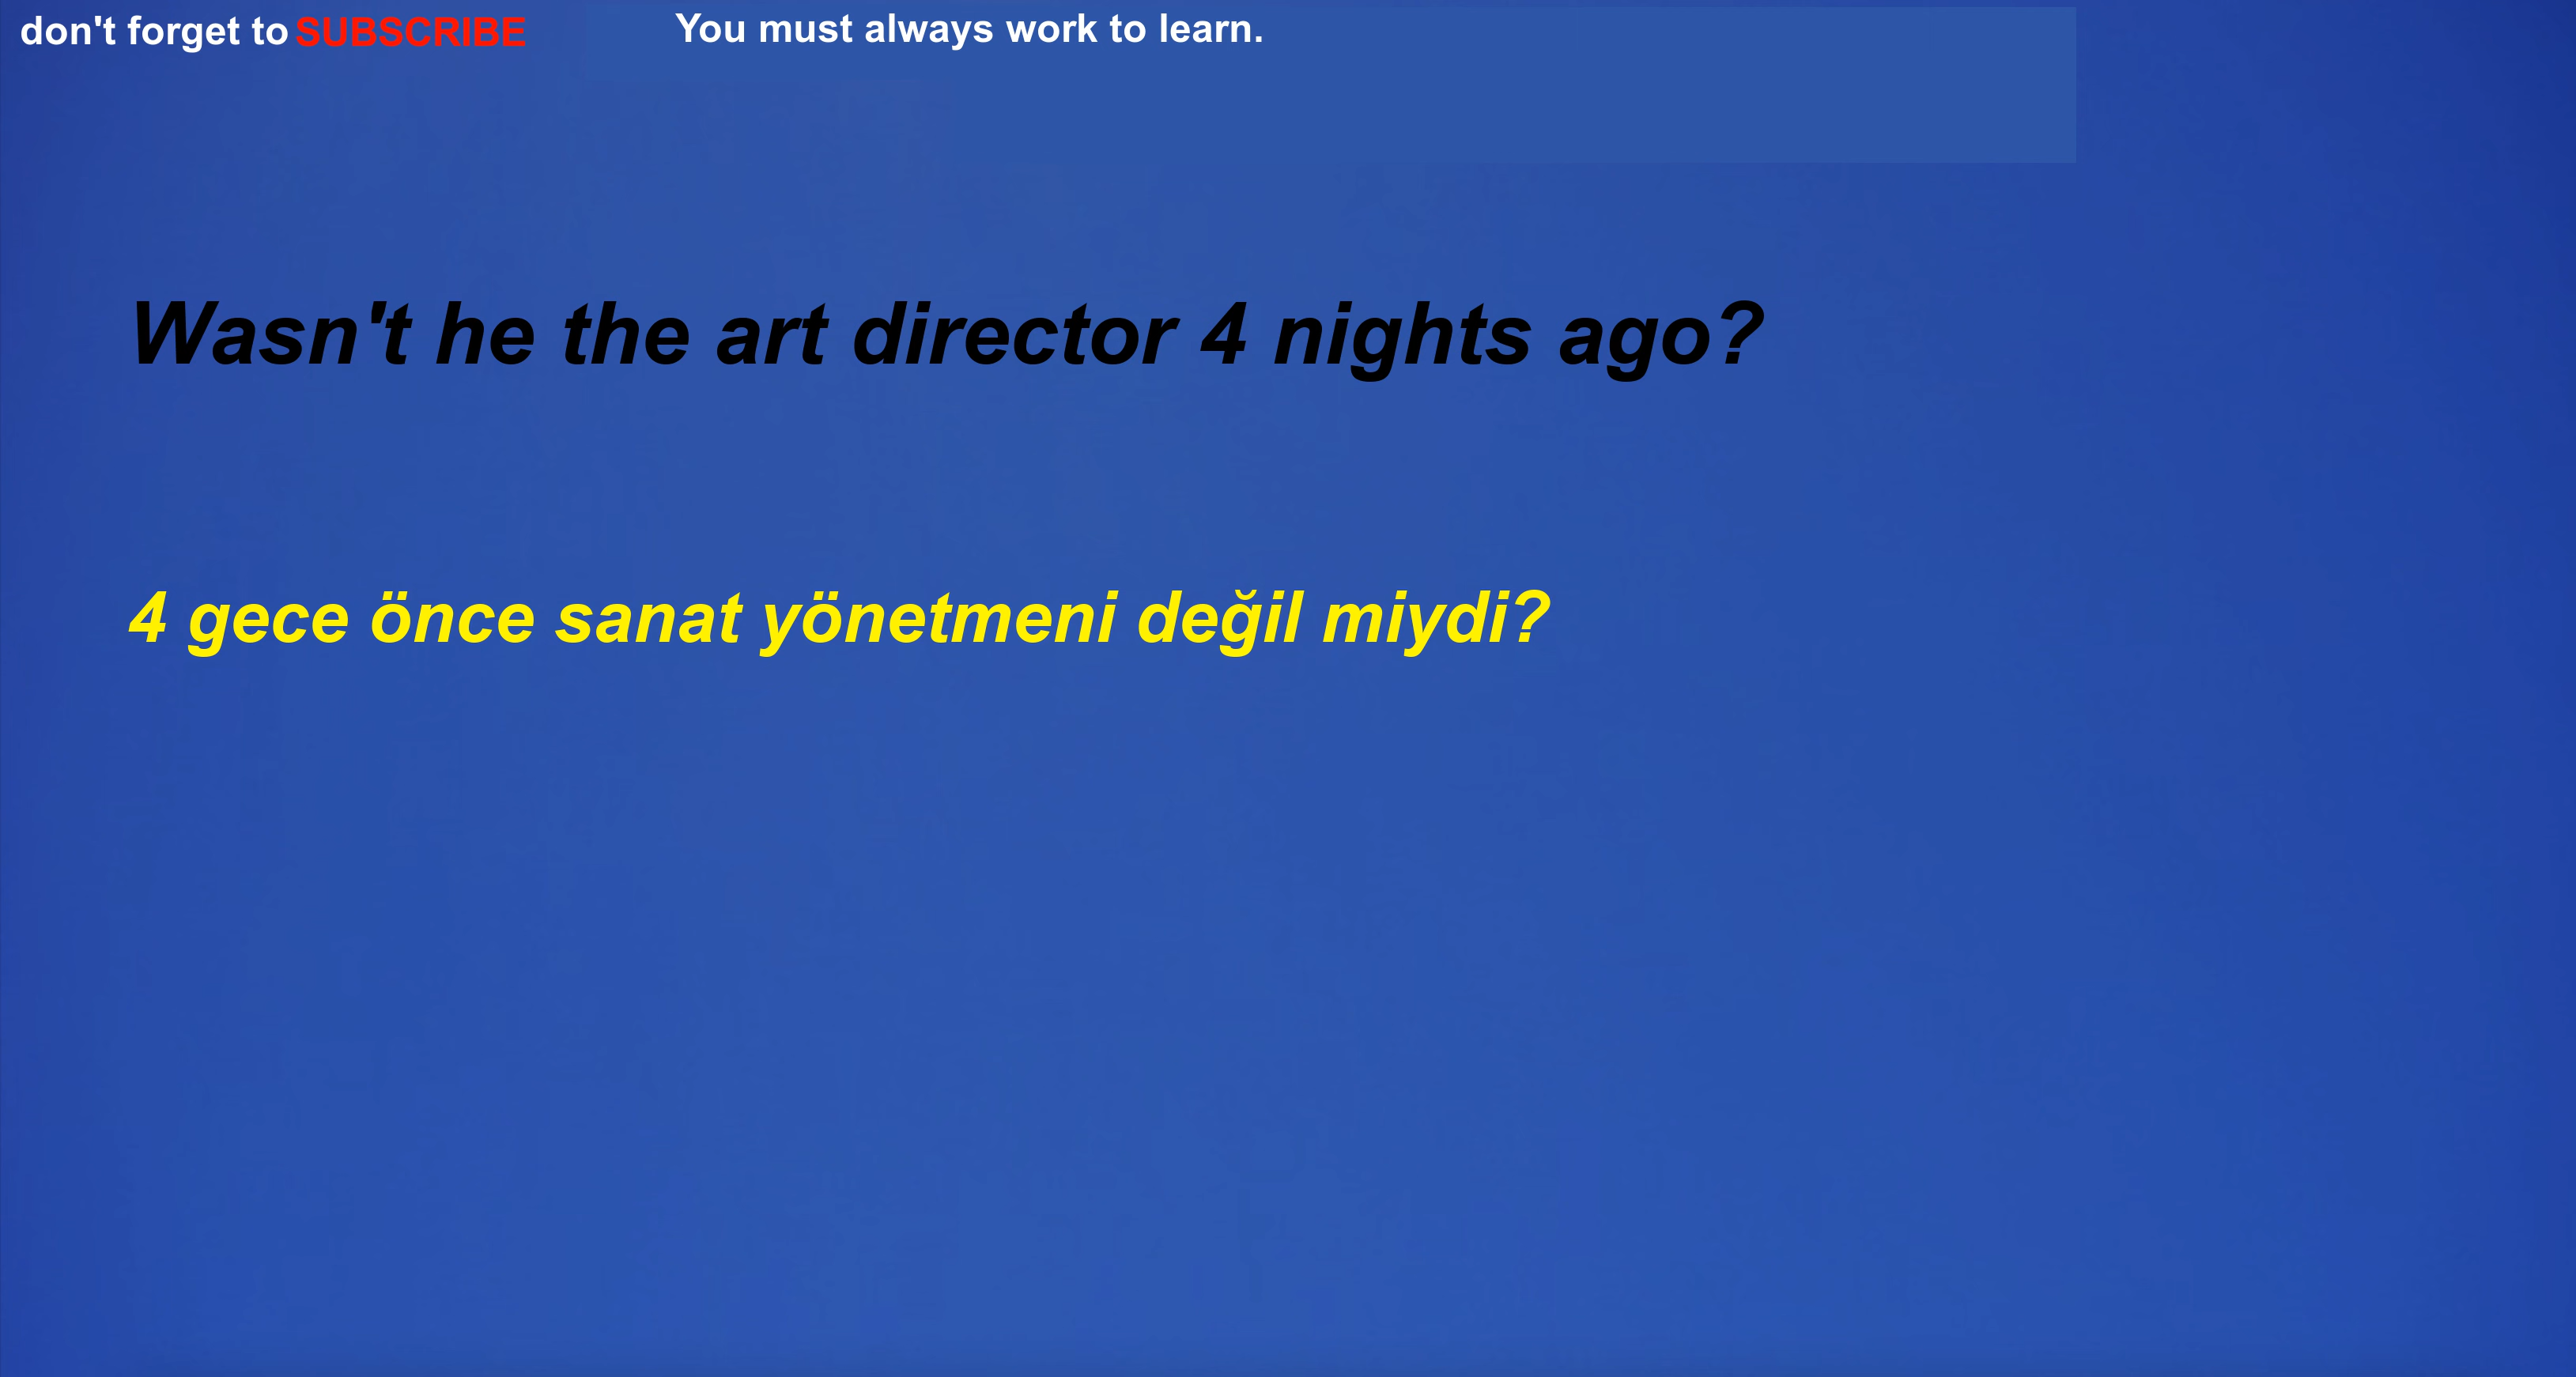 don't forget to SUBSCRIBE You must always work to learn.
Wasn't he the art director 4 nights ago?
4 gece önce sanat yönetmeni değil miydi?